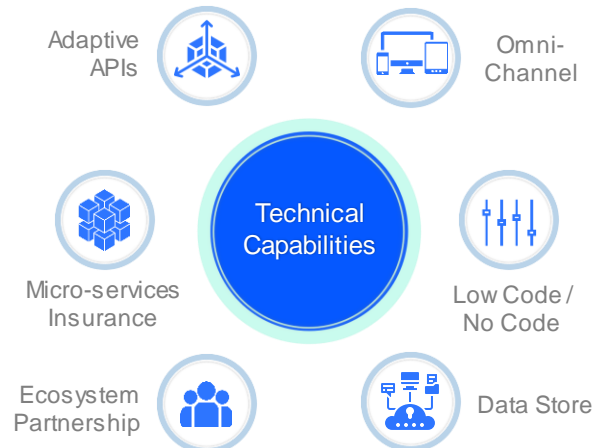 Adaptive
APIs
Omni-
Channel
Technical
Capabilities
Micro-services
Insurance
Low Code /
No Code
Ecosystem
Partnership
Data Store